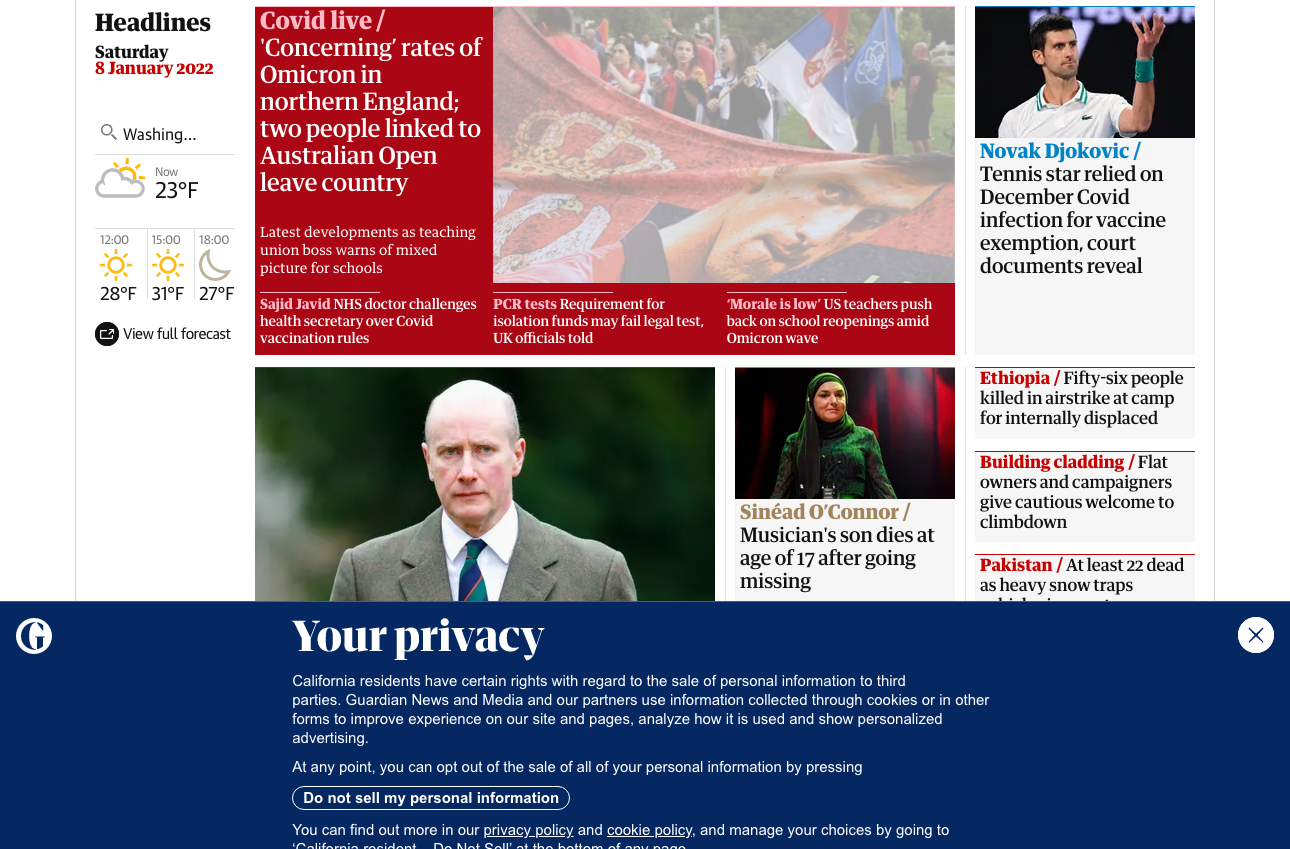 Headlines
Saturday
8 January 2022
Washing...
Now
23°F
12:00
28°F
15:00
31°F
18:00
27°F
View full forecast
Covid live /
'Concerning’ rates of
Omicron in
northern England;
two people linked to
Australian Open
leave country
Latest developments as teaching
union boss warns of mixed
picture for schools
Sajid Javid NHS doctor challenges
health secretary over Covid
vaccination rules
PCR tests Requirement for
isolation funds may fail legal test,
UK officials told
‘Morale is low’ US teachers push
back on school reopenings amid
Omicron wave
Novak Djokovic /
Tennis star relied on
December Covid
infection for vaccine
exemption, court
documents reveal
Sinéad O’Connor /
Musician's son dies at
age of 17 after going
missing
Ethiopia / Fifty-six people
killed in airstrike at camp
for internally displaced
Building cladding / Flat
owners and campaigners
give cautious welcome to
climbdown
Pakistan / At least 22 dead
as heavy snow traps
Your privacy
California residents have certain rights with regard to the sale of personal information to third
parties. Guardian News and Media and our partners use information collected through cookies or in other
forms to improve experience on our site and pages, analyze how it is used and show personalized
advertising.
At any point, you can opt out of the sale of all of your personal information by pressing
Do not sell my personal information
You can find out more in our privacy policy and cookie policy, and manage your choices by going to
‘California resident – Do Not Sell’ at the bottom of any page.